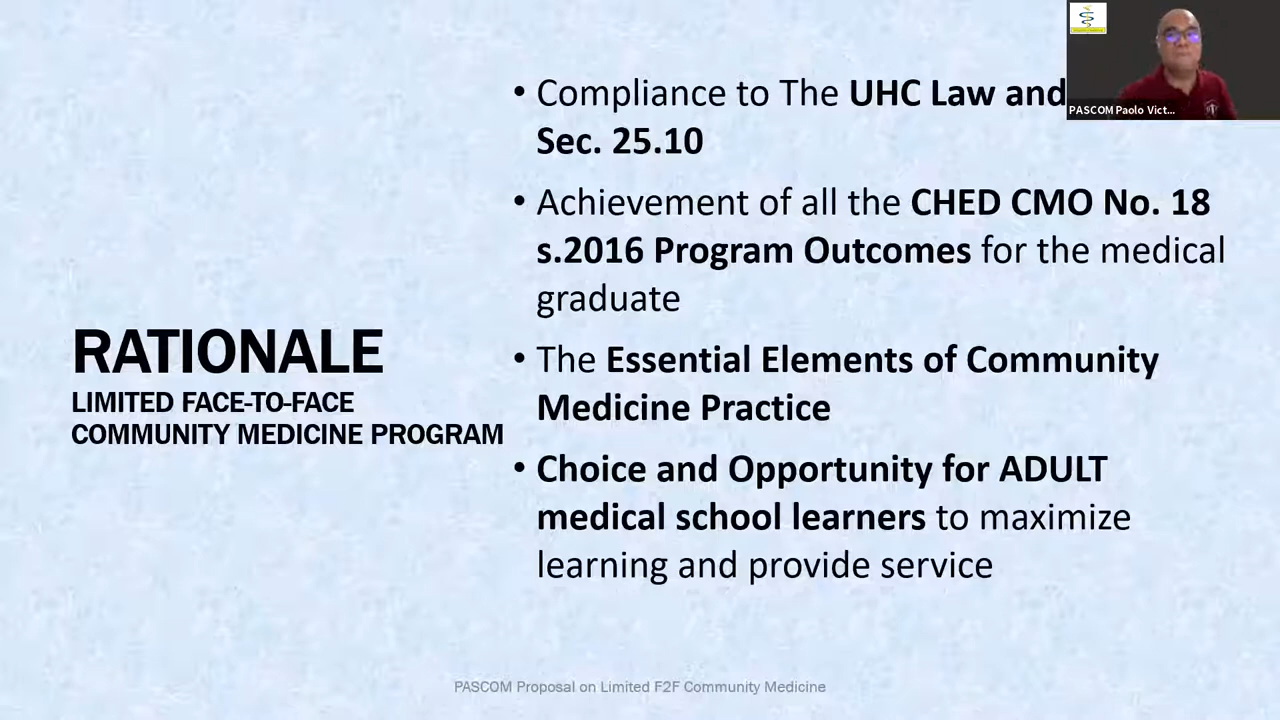 • Compliance to The UHC Law and
Sec. 25.10
• Achievement of all the CHED CMO No. 18
s.2016 Program Outcomes for the medical
graduate
• The Essential Elements of Community
Medicine Practice
• Choice and Opportunity for ADULT
medical school learners to maximize
learning and provide service
RATIONALE
LIMITED FACE-TO-FACE
COMMUNITY MEDICINE PROGRAM
PASCOM Paolo Vict...
PASCOM Proposal on Limited F2F Community Medicine